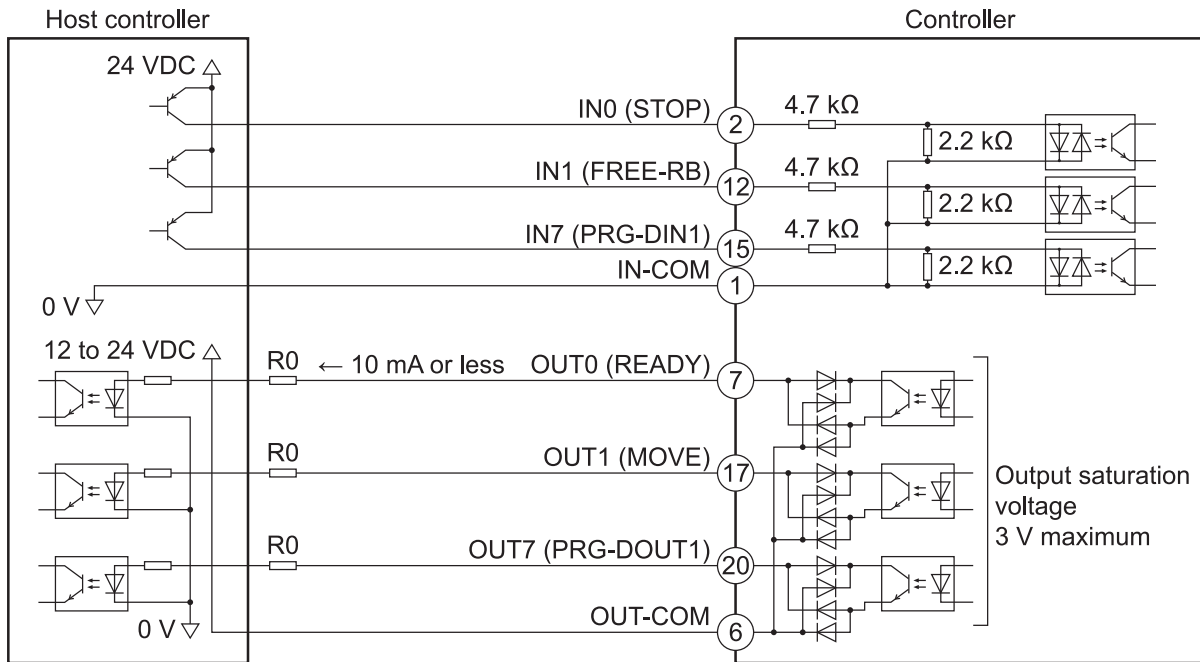 Host controller
Controller
24 VDC
IN0 (STOP)
2
4.7 kΩ
2.2 kΩ
IN1 (FREE-RB)
12
4.7 kΩ
2.2 kΩ
IN7 (PRG-DIN1)
15
4.7 kΩ
2.2 kΩ
IN-COM
1
0 V
12 to 24 VDC
R0
← 10 mA or less
OUT0 (READY)
7
R0
OUT1 (MOVE)
17
Output saturation
voltage
3 V maximum
R0
OUT7 (PRG-DOUT1)
20
OUT-COM
6
0 V